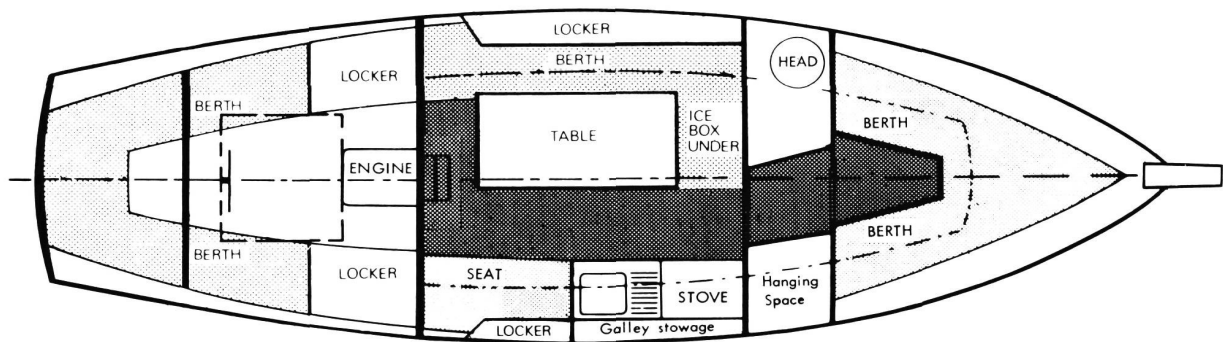 LOCKER
BERTH
HEAD
LOCKER
BERTH
TABLE
ICE
BOX
UNDER
BERTH
ENGINE
BERTH
BERTH
LOCKER
SEAT
STOVE
Hanging
Space
LOCKER
Galley stowage